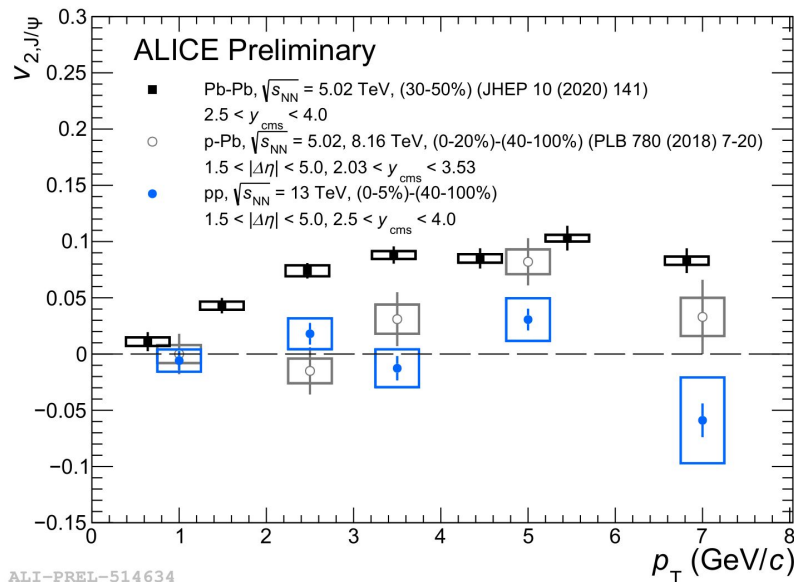 0.3
0.25
0.2
0.15
0.1
0.05
0
−0.05
−0.1
−0.15
v2,J/ψ
ALICE Preliminary
Pb-Pb, √sNN = 5.02 TeV, (30-50%) (JHEP 10 (2020) 141)
2.5 < ycms < 4.0
p-Pb, √sNN = 5.02, 8.16 TeV, (0-20%)-(40-100%) (PLB 780 (2018) 7-20)
1.5 < |Δη| < 5.0, 2.03 < ycms < 3.53
pp, √sNN = 13 TeV, (0-5%)-(40-100%)
1.5 < |Δη| < 5.0, 2.5 < ycms < 4.0
0 1 2 3 4 5 6 7 8
pT (GeV/c)
ALI-PREL-514634